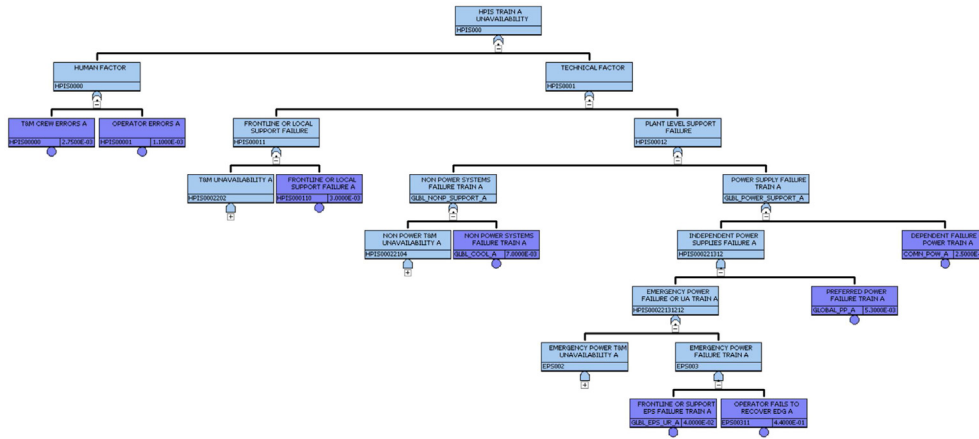 HPIS TRAIN A
UNAVAILABILITY
HPIS000
HUMAN FACTOR
HPIS0000
TECHNICAL FACTOR
HPIS0001
T&M CREW ERRORS A
HPIS00000 2.7500E-03
OPERATOR ERRORS A
HPIS00001 1.1000E-03
FRONTLINE OR LOCAL
SUPPORT FAILURE
HPIS00011
PLANT LEVEL SUPPORT
FAILURE
HPIS00012
T&M UNAVAILABILITY A
HPIS0002202
FRONTLINE OR LOCAL
SUPPORT FAILURE A
HPIS000110 3.0000E-03
NON POWER SYSTEMS
FAILURE TRAIN A
GLBL_NONP_SUPPORT_A
POWER SUPPLY FAILURE
TRAIN A
GLBL_POWER_SUPPORT_A
NON POWER T&M
UNAVAILABILITY A
HPIS00022104
NON POWER SYSTEMS
FAILURE TRAIN A
GLBL_COOL_A 7.0000E-03
INDEPENDENT POWER
SUPPLIES FAILURE A
HPIS000221312
DEPENDENT FAILURE
POWER TRAIN A
COMN_POW_A 2.5000E-
EMERGENCY POWER
FAILURE OR UA TRAIN A
HPIS00022131212
PREFERRED POWER
FAILURE TRAIN A
GLOBAL_PP_A 5.3000E-03
EMERGENCY POWER T&M
UNAVAILABILITY A
EPS002
EMERGENCY POWER
FAILURE TRAIN A
EPS003
FRONTLINE OR SUPPORT
EPS FAILURE TRAIN A
GLBL_EPS_UR_A 4.0000E-02
OPERATOR FAILS TO
RECOVER EDG A
EPS00311 4.4000E-01